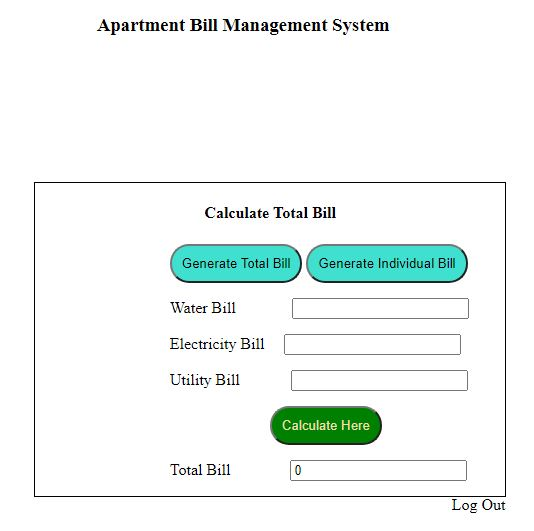 Apartment Bill Management System
Calculate Total Bill
Generate Total Bill Generate Individual Bill
Water Bill
Electricity Bill
Utility Bill
Calculate Here
Total Bill 0
Log Out